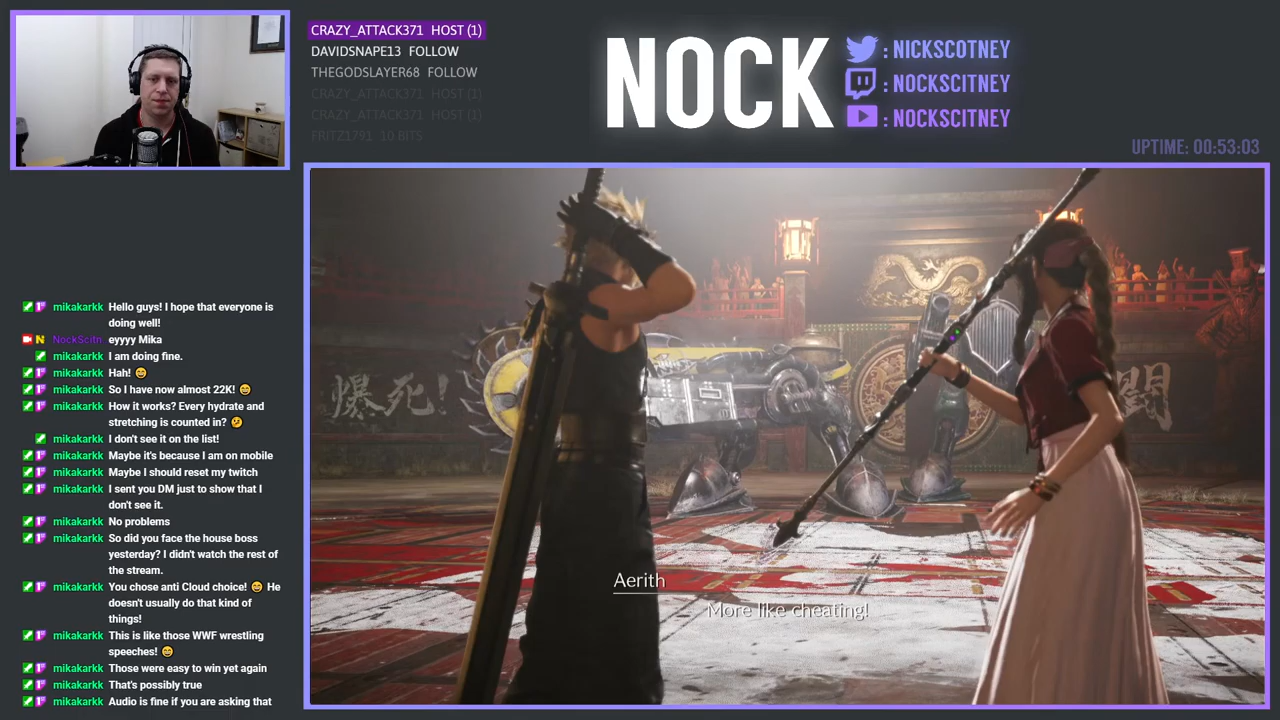 CRAZY_ATTACK371 HOST (1)
DAVIDSNAPE13 FOLLOW
THEGODSLAYER68 FOLLOW
CRAZY_ATTACK371 HOST (1)
CRAZY_ATTACK371 HOST (1)
FRITZ1791 10 BITS
NOCK
: NICKSCOTNEY
: NOCKSCITNEY
: NOCKSCITNEY
UPTIME: 00:53:03
mikakarkk Hello guys! I hope that everyone is
doing well!
N NockScitn eyyyy Mika
mikakarkk I am doing fine.
mikakarkk Hah! 😄
mikakarkk So I have now almost 22K! 😄
mikakarkk How it works? Every hydrate and
stretching is counted in? 🤔
mikakarkk I don't see it on the list!
mikakarkk Maybe it's because I am on mobile
mikakarkk Maybe I should reset my twitch
mikakarkk I sent you DM just to show that I
don't see it.
mikakarkk No problems
mikakarkk So did you face the house boss
yesterday? I didn't watch the rest of
the stream.
mikakarkk You chose anti Cloud choice! 😄 He
doesn't usually do that kind of
things!
mikakarkk This is like those WWF wrestling
speeches! 😄
mikakarkk Those were easy to win yet again
mikakarkk That's possibly true
mikakarkk Audio is fine if you are asking that
爆死!
闘
Aerith
More like cheating!